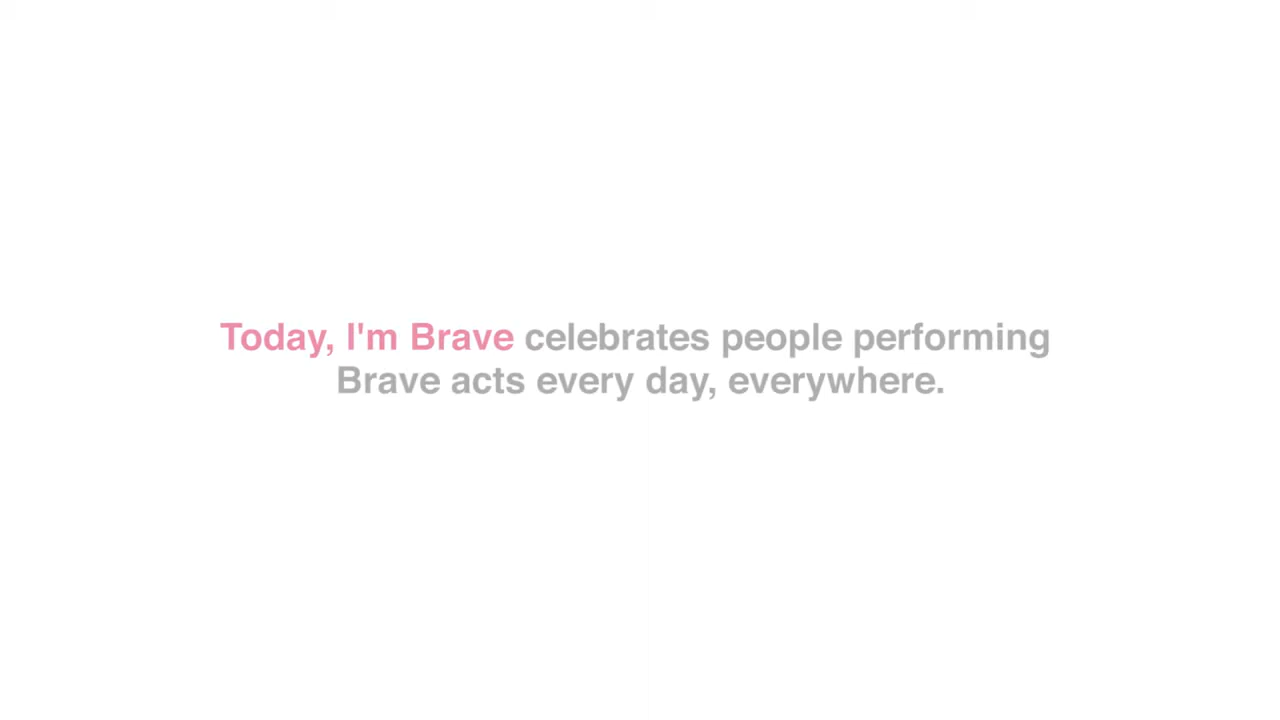 Today, I'm Brave celebrates people performing
Brave acts every day, everywhere.